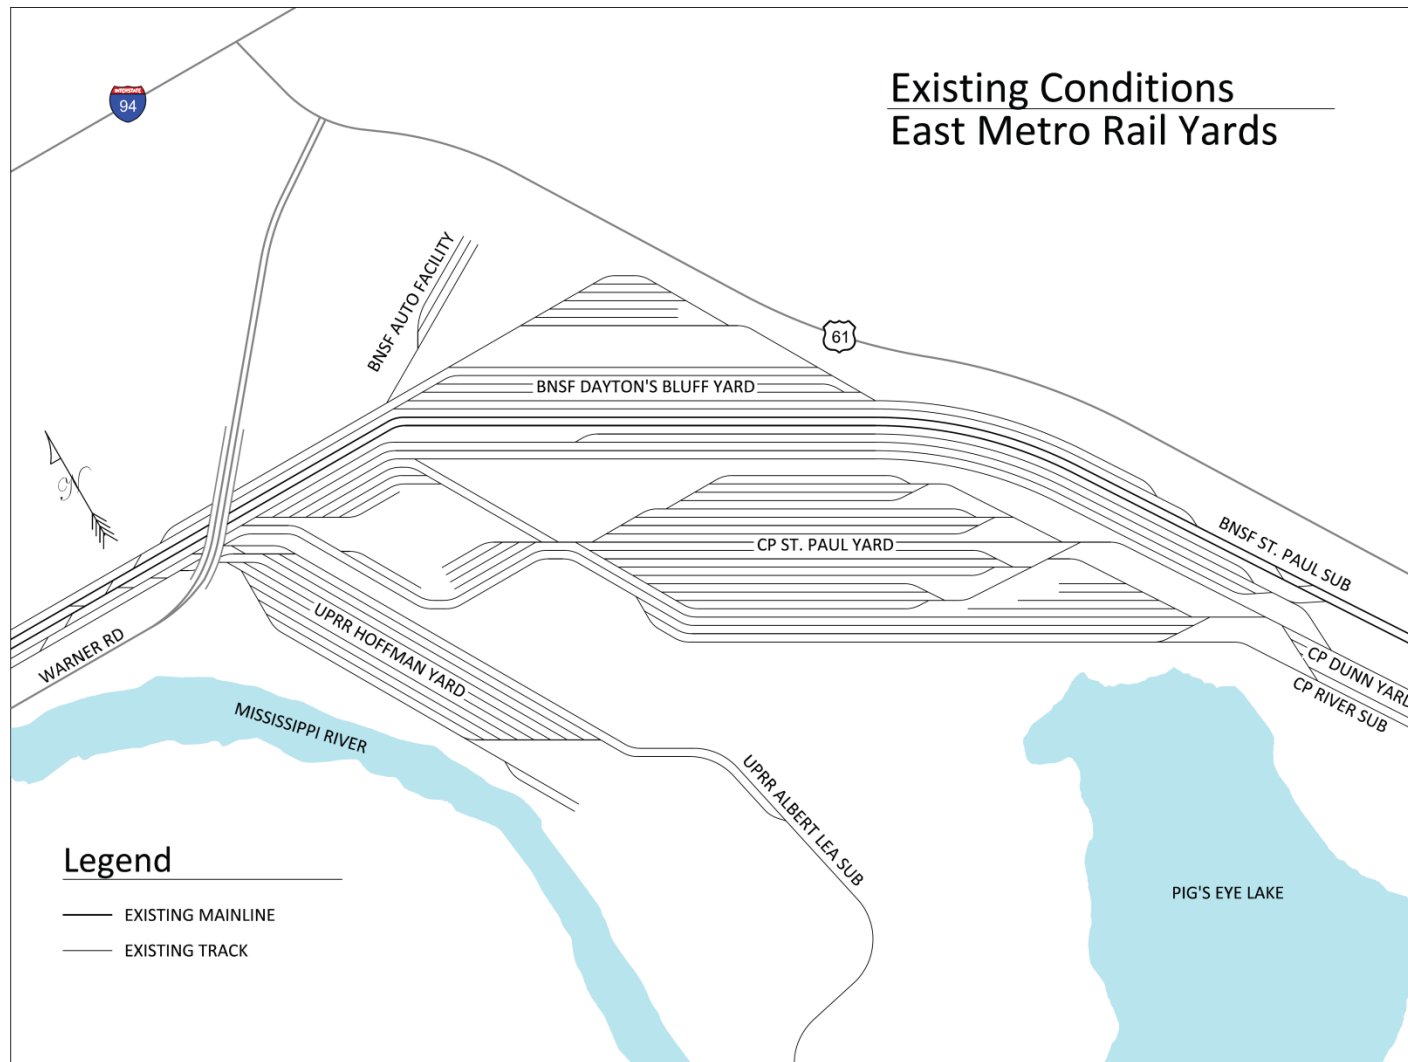 Existing Conditions
East Metro Rail Yards
INTERSTATE
94
BNSF AUTO FACILITY
61
BNSF DAYTON'S BLUFF YARD
N
BNSF ST. PAUL SUB
CP ST. PAUL YARD
WARNER RD
UPRR HOFFMAN YARD
CP DUNN YARD
CP RIVER SUB
MISSISSIPPI RIVER
UPRR ALBERT LEA SUB
PIG'S EYE LAKE
Legend
EXISTING MAINLINE
EXISTING TRACK